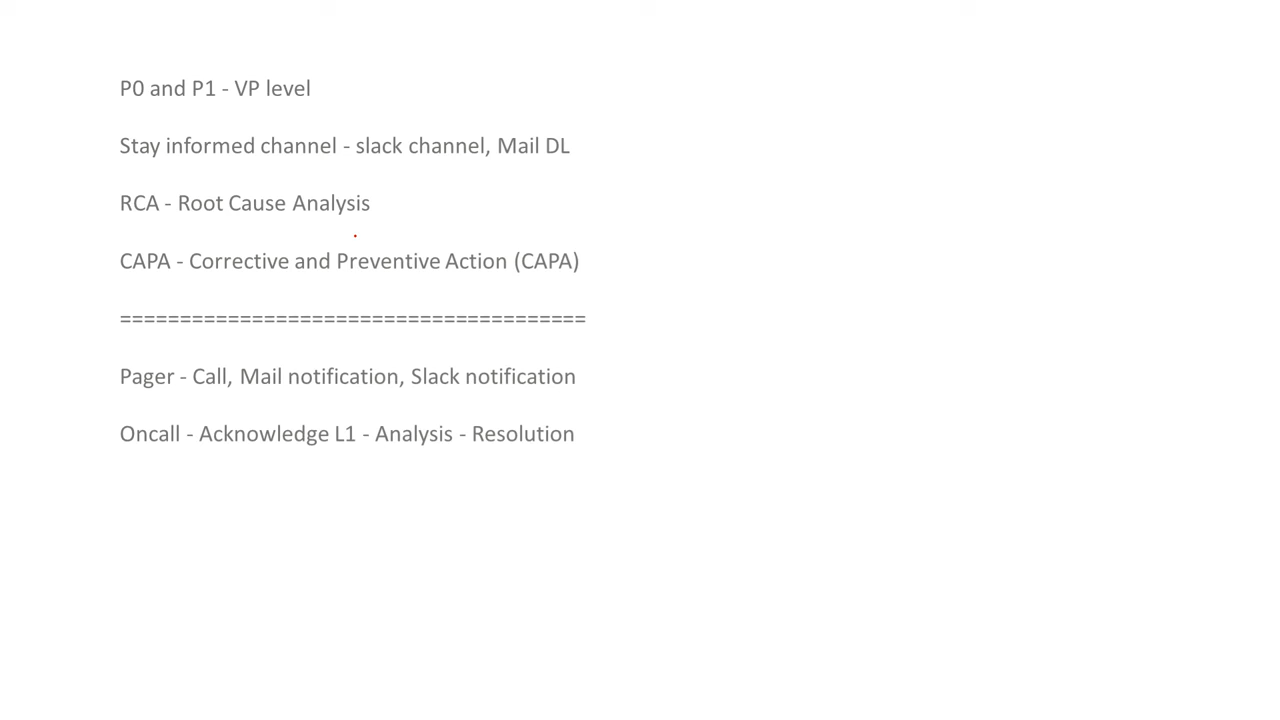 P0 and P1 - VP level
Stay informed channel - slack channel, Mail DL
RCA - Root Cause Analysis
CAPA - Corrective and Preventive Action (CAPA)
=======================================
Pager - Call, Mail notification, Slack notification
Oncall - Acknowledge L1 - Analysis - Resolution